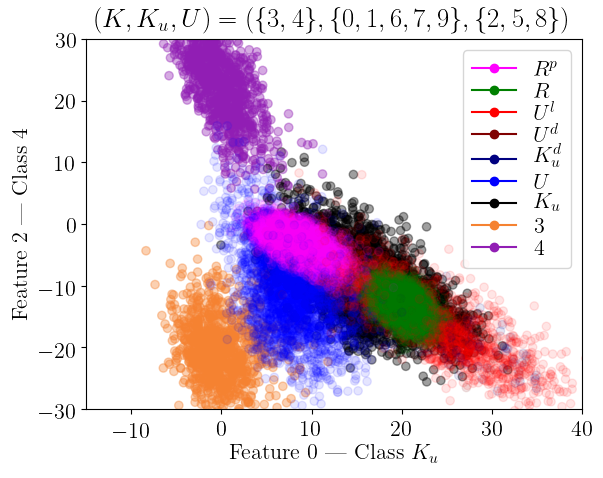 (K, K_u, U) = ({3, 4}, {0, 1, 6, 7, 9}, {2, 5, 8})
30
20
10
0
−10
−20
−30
Feature 2 — Class 4
R^p
R
U^l
U^d
K_u^d
U
K_u
3
4
−10 0 10 20 30 40
Feature 0 — Class K_u